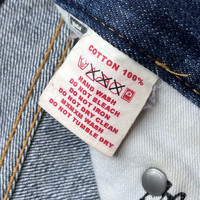 COTTON 100%
HAND WASH
DO NOT BLEACH
DO NOT IRON
DO NOT DRY CLEAN
DO NOT TUMBLE DRY